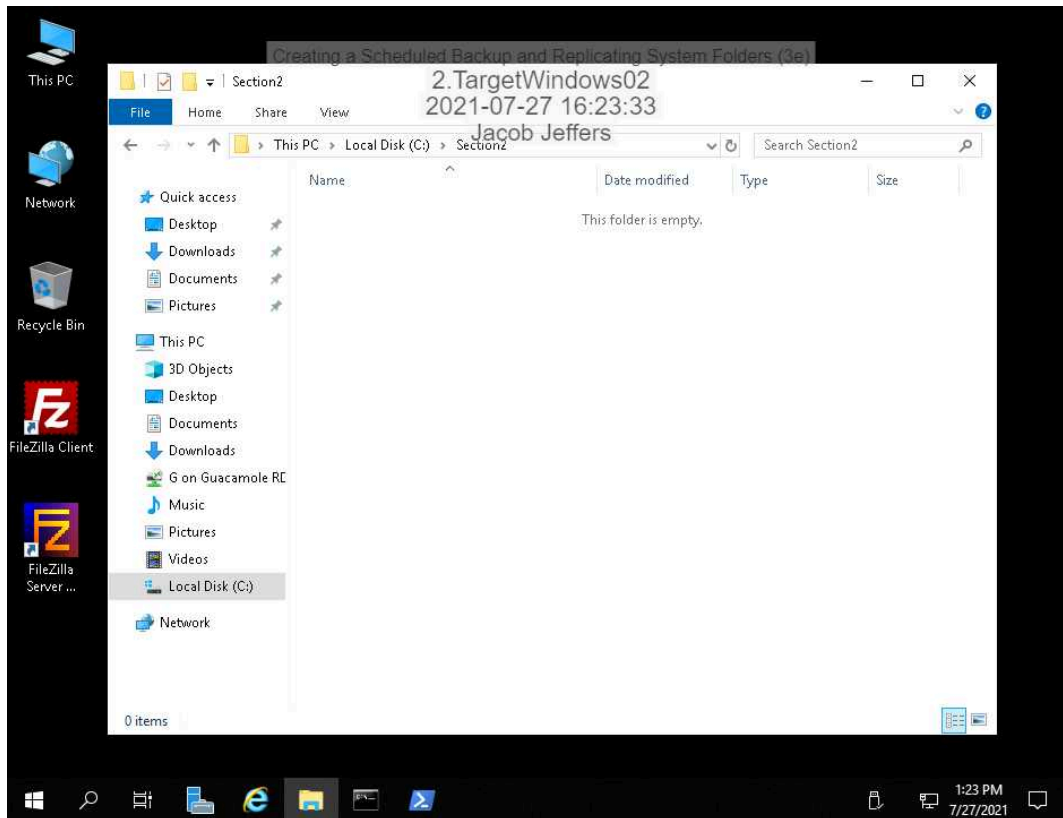 Creating a Scheduled Backup and Replicating System Folders (3e)
2.TargetWindows02
2021-07-27 16:23:33
Jacob Jeffers
This PC
Network
Recycle Bin
FileZilla Client
FileZilla
Server ...
Section2
File Home Share View
This PC > Local Disk (C:) > Section2
Search Section2
Name Date modified Type Size
This folder is empty.
Quick access
Desktop
Downloads
Documents
Pictures
This PC
3D Objects
Desktop
Documents
Downloads
G on Guacamole RD
Music
Pictures
Videos
Local Disk (C:)
Network
0 items
1:23 PM
7/27/2021